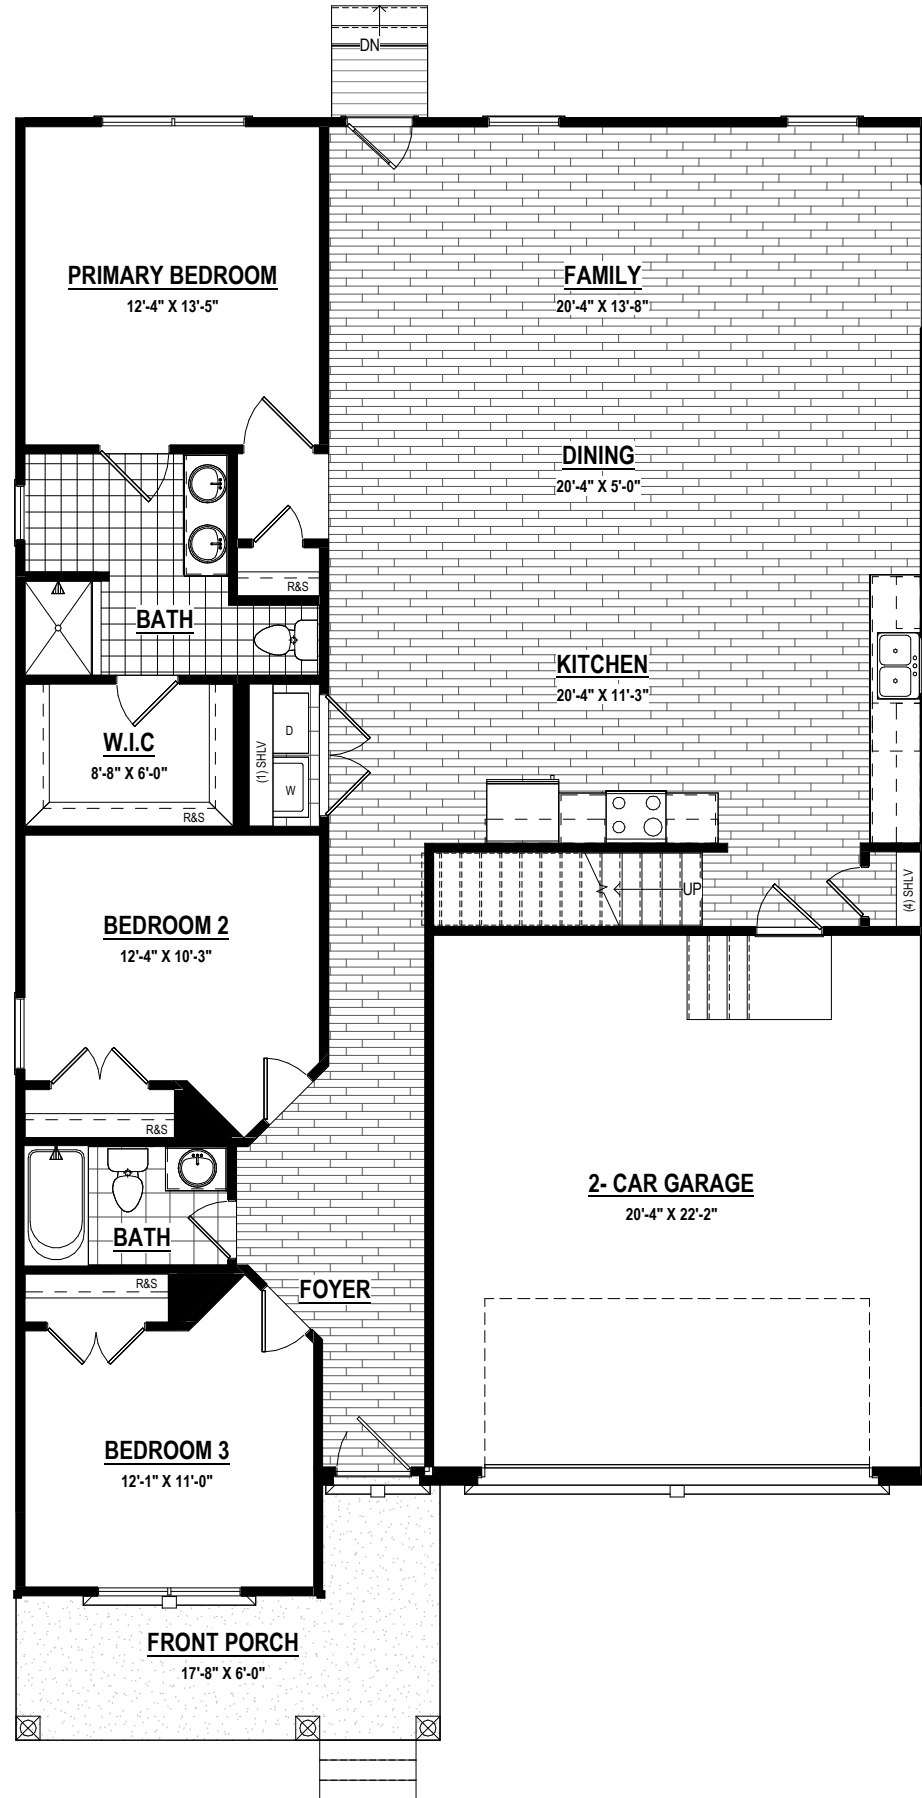 DN
PRIMARY BEDROOM
12'-4" X 13'-5"
FAMILY
20'-4" X 13'-8"
DINING
20'-4" X 5'-0"
R&S
BATH
KITCHEN
20'-4" X 11'-3"
W.I.C
8'-8" X 6'-0"
R&S
(1) SHLV
D
W
UP
(4) SHLV
BEDROOM 2
12'-4" X 10'-3"
R&S
2- CAR GARAGE
20'-4" X 22'-2"
BATH
R&S
FOYER
BEDROOM 3
12'-1" X 11'-0"
FRONT PORCH
17'-8" X 6'-0"